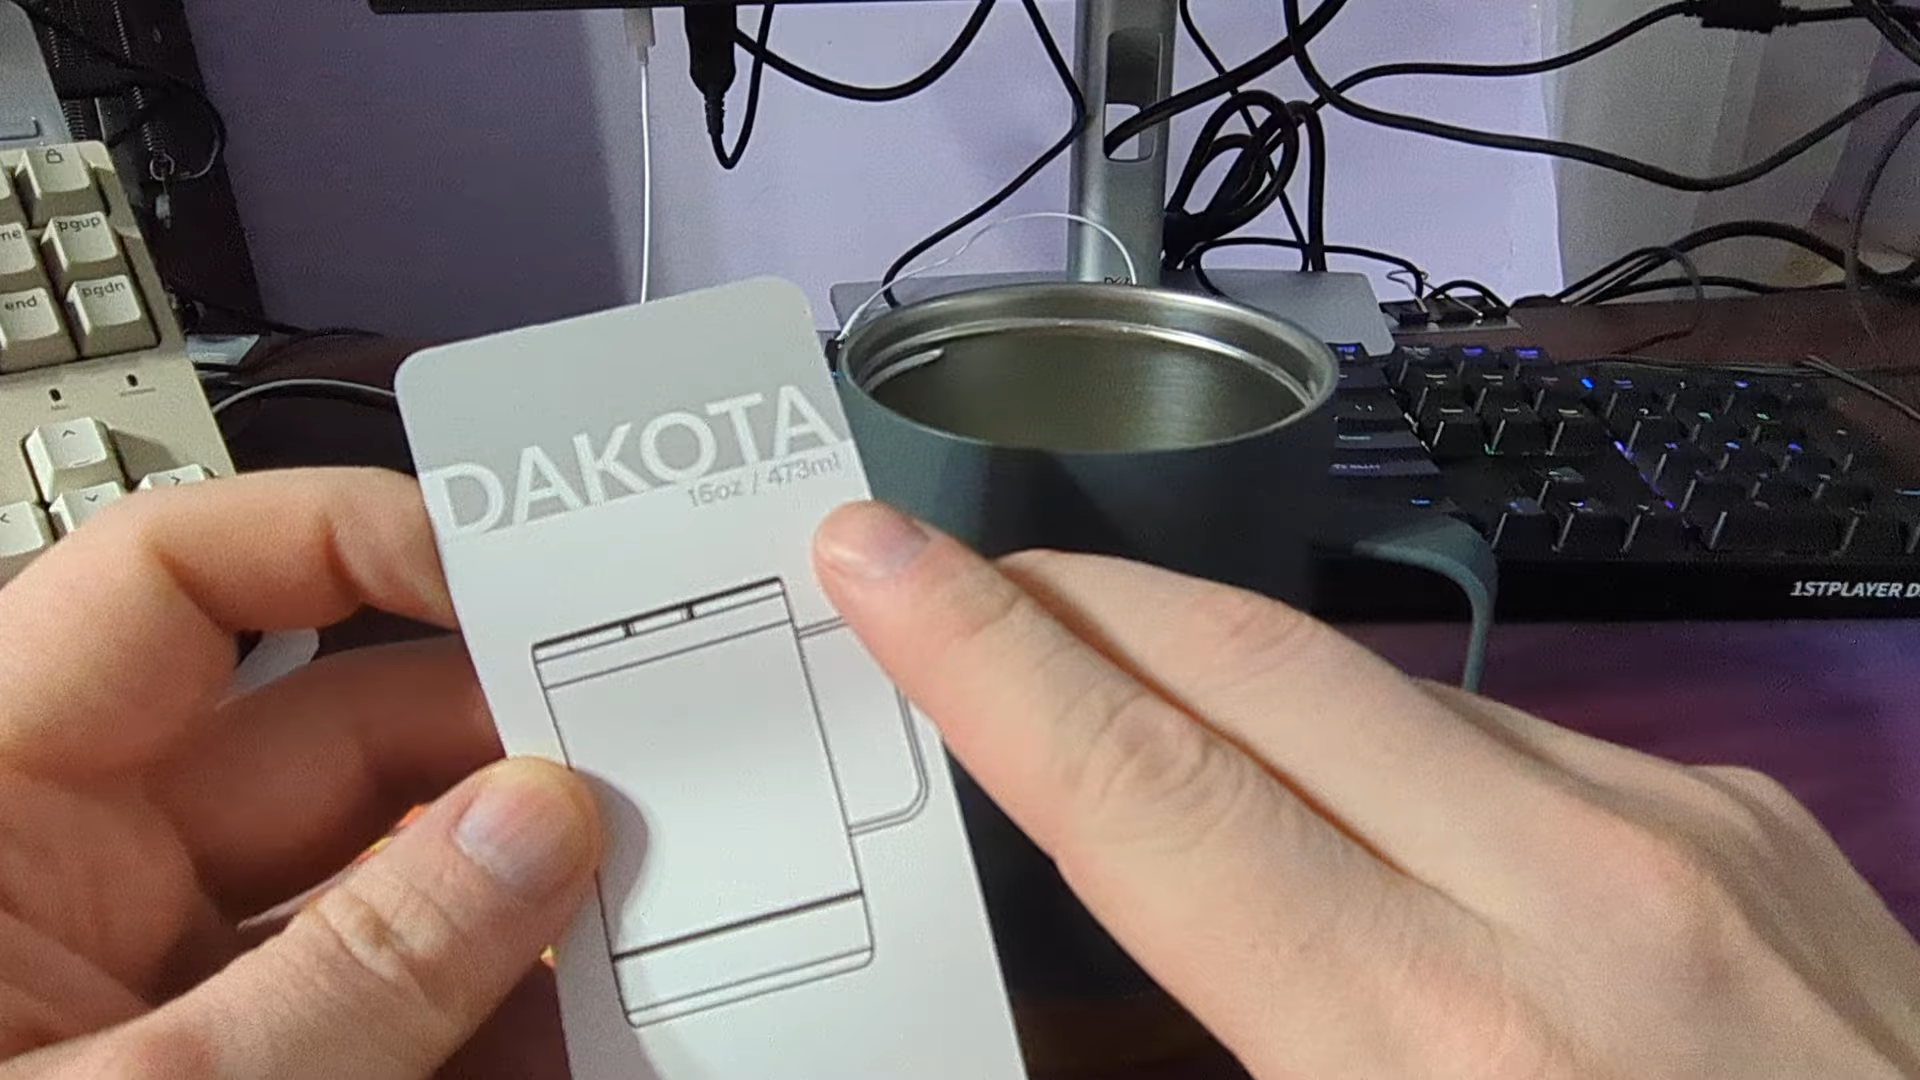 pgup
end
pgdn
DAKOTA
16oz / 473ml
1STPLAYER D